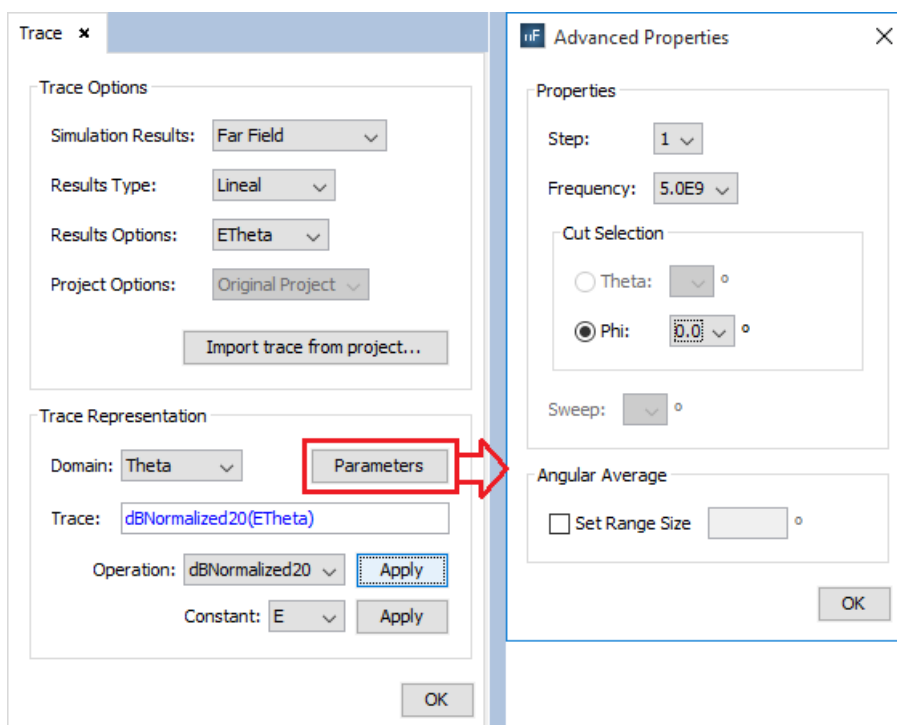 Trace ×
Trace Options
Simulation Results: Far Field
Results Type: Lineal
Results Options: ETheta
Project Options: Original Project
Import trace from project...
Trace Representation
Domain: Theta Parameters
Trace: dBNormalized20(ETheta)
Operation: dBNormalized20 Apply
Constant: E Apply
OK
nF Advanced Properties
Properties
Step: 1
Frequency: 5.0E9
Cut Selection
Theta: º
Phi: 0.0 º
Sweep: º
Angular Average
Set Range Size º
OK